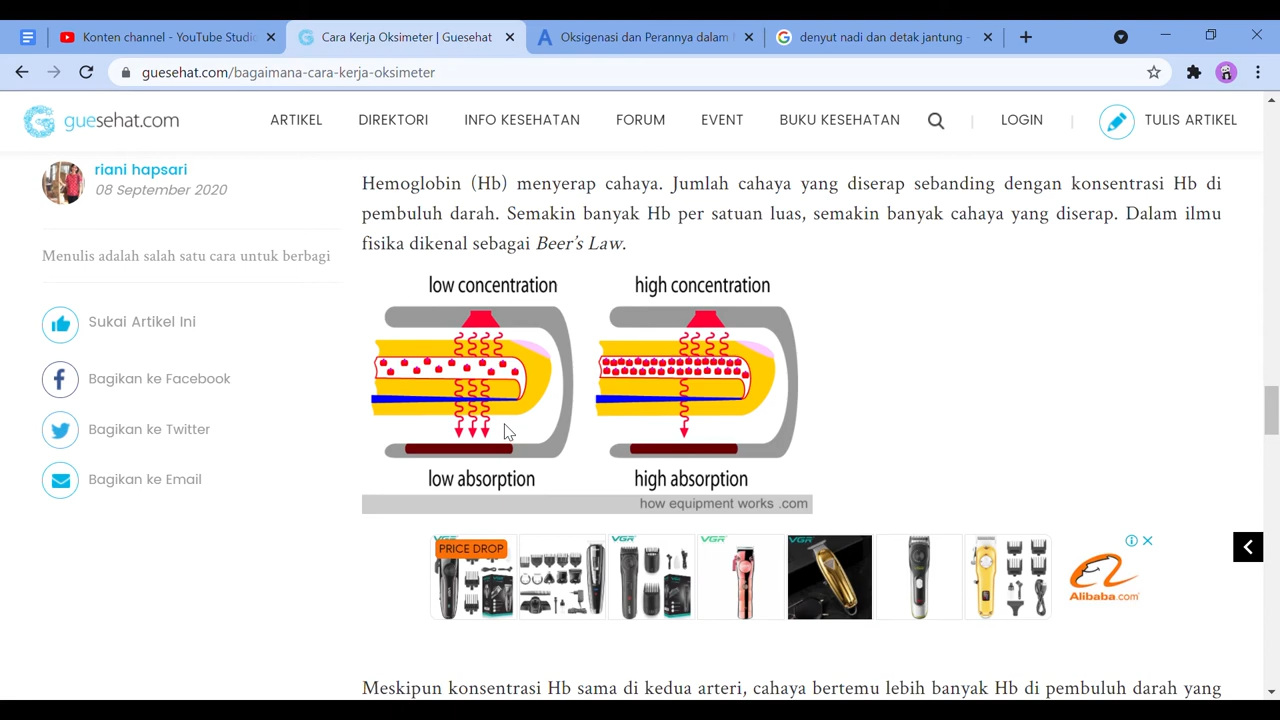 Konten channel - YouTube Studio
Cara Kerja Oksimeter | Guesehat
Oksigenasi dan Perannya dalam
denyut nadi dan detak jantung -
guesehat.com/bagaimana-cara-kerja-oksimeter
guesehat.com
ARTIKEL
DIREKTORI
INFO KESEHATAN
FORUM
EVENT
BUKU KESEHATAN
LOGIN
TULIS ARTIKEL
riani hapsari
08 September 2020
Menulis adalah salah satu cara untuk berbagi
Sukai Artikel Ini
Bagikan ke Facebook
Bagikan ke Twitter
Bagikan ke Email
Hemoglobin (Hb) menyerap cahaya. Jumlah cahaya yang diserap sebanding dengan konsentrasi Hb di
pembuluh darah. Semakin banyak Hb per satuan luas, semakin banyak cahaya yang diserap. Dalam ilmu
fisika dikenal sebagai Beer's Law.
low concentration
high concentration
low absorption
high absorption
how equipment works .com
VGR
PRICE DROP
VGR
VGR
VGR
Alibaba.com
Meskipun konsentrasi Hb sama di kedua arteri, cahaya bertemu lebih banyak Hb di pembuluh darah yang